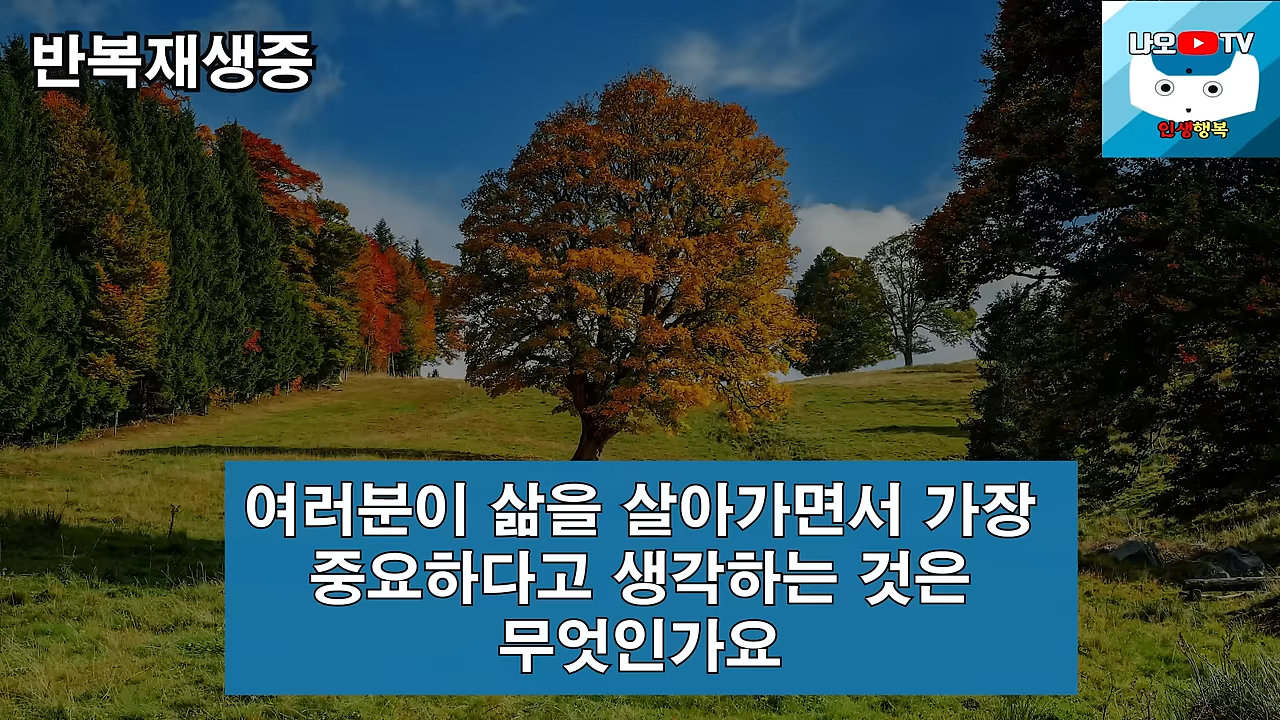 반복재생중
나오 TV
인생행복
여러분이 삶을 살아가면서 가장
중요하다고 생각하는 것은
무엇인가요